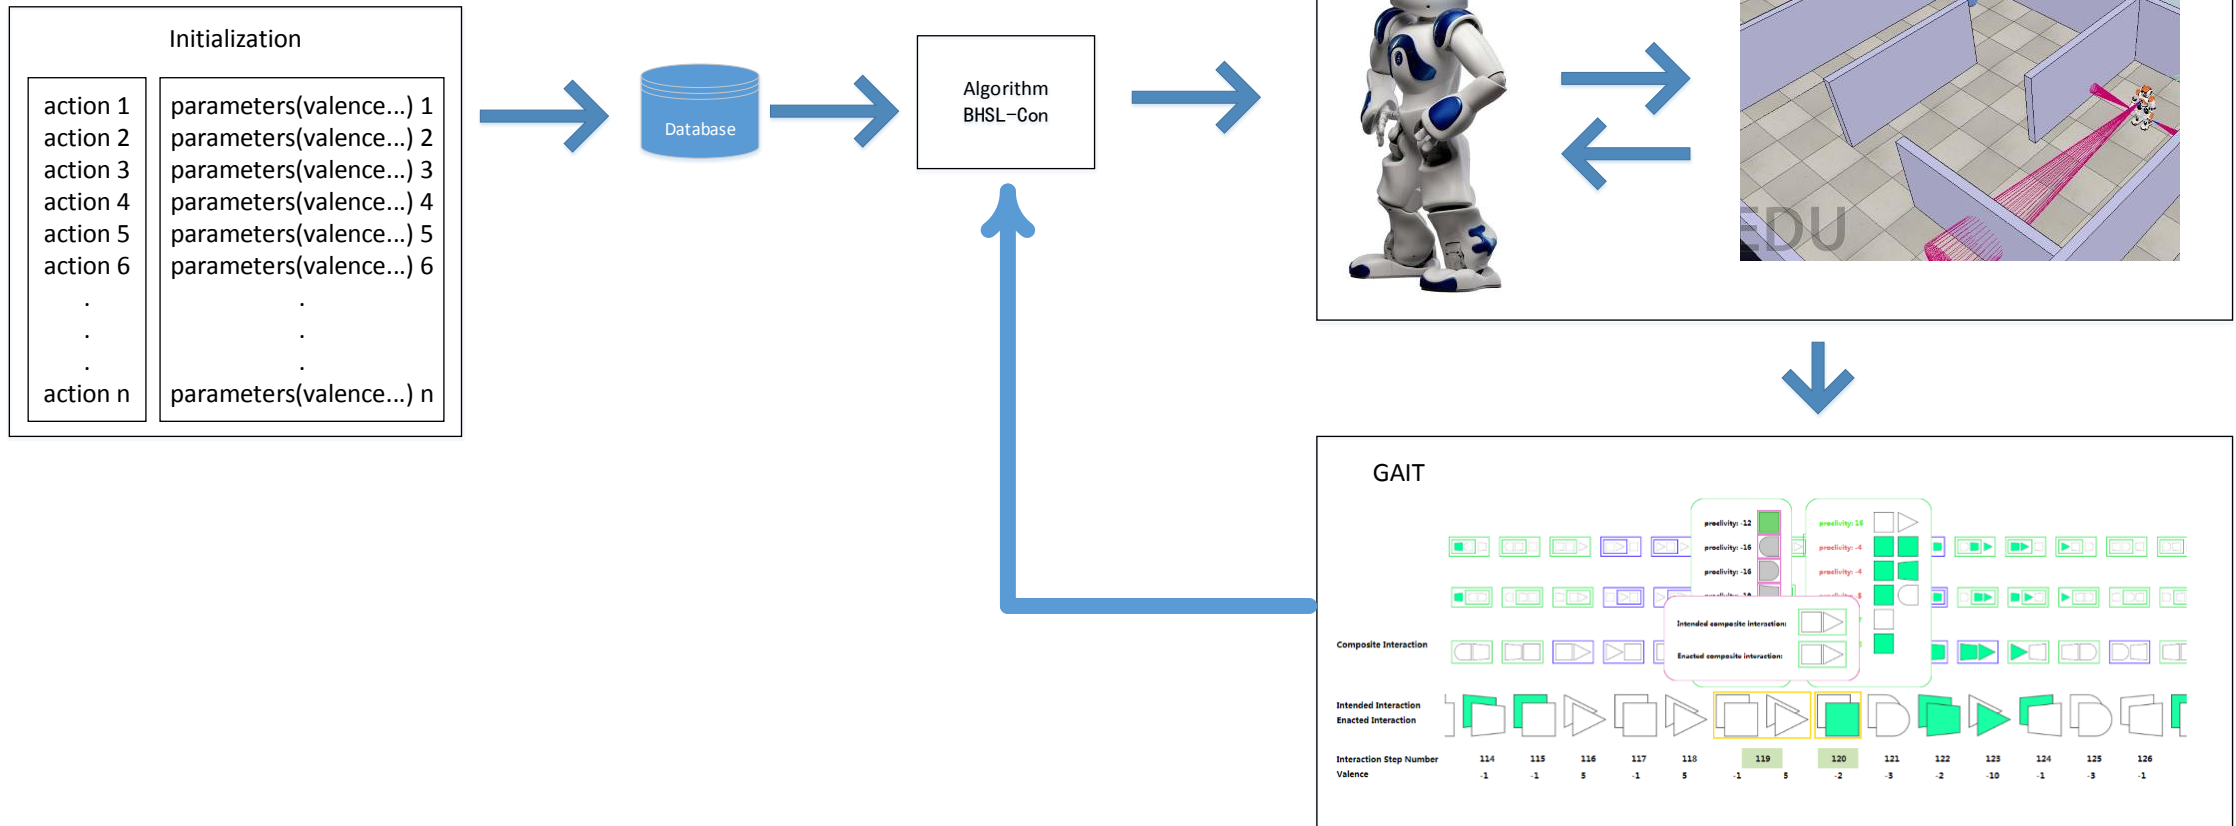 Initialization
action 1
action 2
action 3
action 4
action 5
action 6
.
.
.
action n
parameters(valence...) 1
parameters(valence...) 2
parameters(valence...) 3
parameters(valence...) 4
parameters(valence...) 5
parameters(valence...) 6
.
.
.
parameters(valence...) n
Database
Algorithm
BHSL-Con
EDU
GAIT
proclivity: -12
proclivity: -16
proclivity: -16
proclivity: 16
proclivity: -4
proclivity: -4
Intended composite interaction:
Enacted composite interaction:
Composite Interaction
Intended Interaction
Enacted Interaction
Interaction Step Number 114 115 116 117 118 119 120 121 122 123 124 125 126
Valence -1 -1 5 -1 5 -1 5 -2 -3 -2 -10 -1 -3 -1